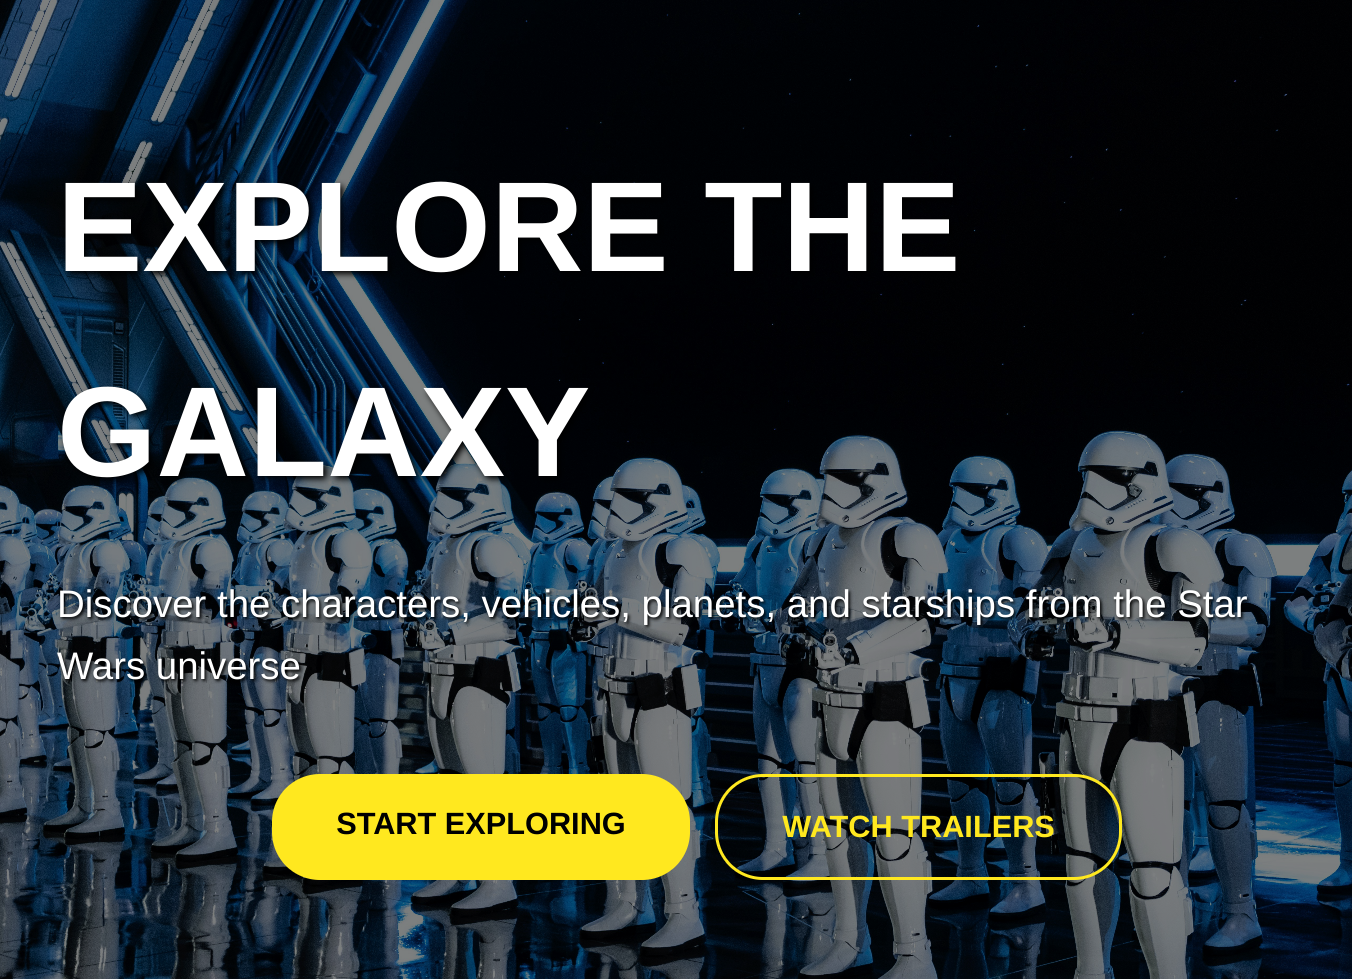 EXPLORE THE
GALAXY
Discover the characters, vehicles, planets, and starships from the Star
Wars universe
START EXPLORING
WATCH TRAILERS